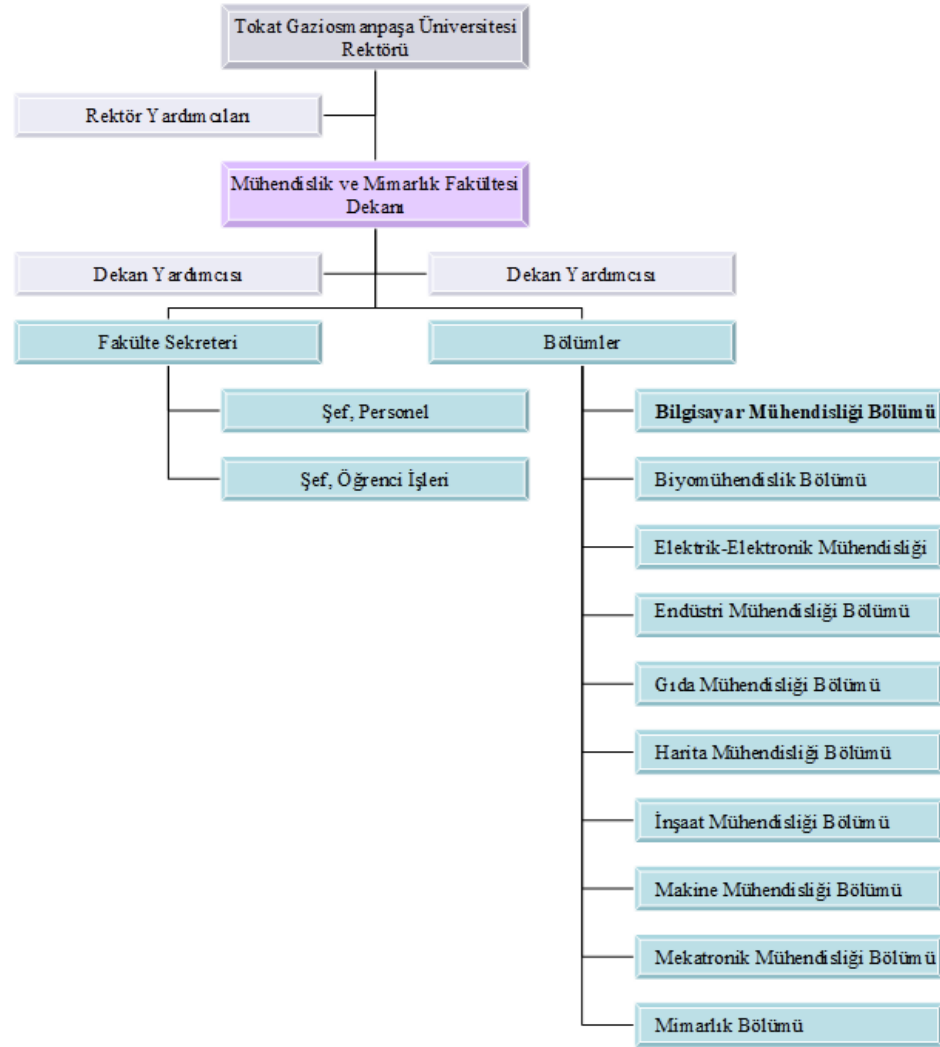 Tokat Gaziosmanpaşa Üniversitesi
Rektörü
Rektör Yardımcıları
Mühendislik ve Mimarlık Fakültesi
Dekanı
Dekan Yardımcısı
Dekan Yardımcısı
Fakülte Sekreteri
Bölümler
Şef, Personel
Şef, Öğrenci İşleri
Bilgisayar Mühendisliği Bölümü
Biyomühendislik Bölümü
Elektrik-Elektronik Mühendisliği
Endüstri Mühendisliği Bölümü
Gıda Mühendisliği Bölümü
Harita Mühendisliği Bölümü
İnşaat Mühendisliği Bölümü
Makine Mühendisliği Bölümü
Mekatronik Mühendisliği Bölümü
Mimarlık Bölümü